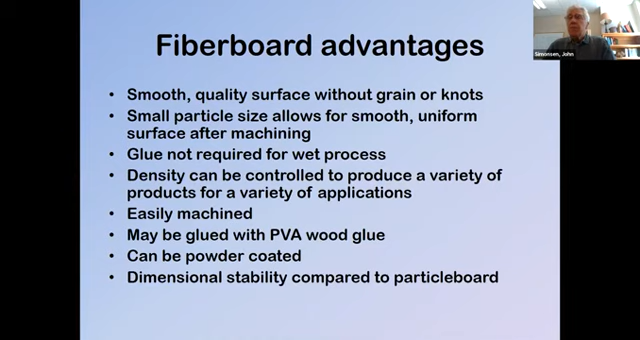 Fiberboard advantages
Simonsen, John
• Smooth, quality surface without grain or knots
• Small particle size allows for smooth, uniform
surface after machining
• Glue not required for wet process
• Density can be controlled to produce a variety of
products for a variety of applications
• Easily machined
• May be glued with PVA wood glue
• Can be powder coated
• Dimensional stability compared to particleboard